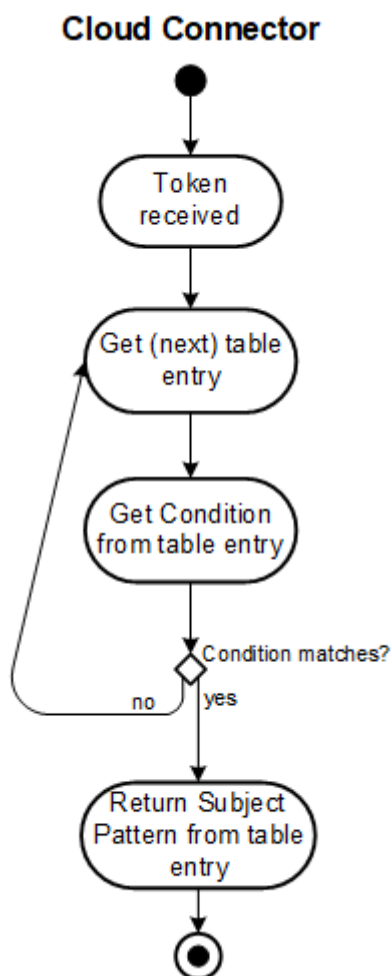 Cloud Connector
Token
received
Get (next) table
entry
Get Condition
from table entry
Condition matches?
no
yes
Return Subject
Pattern from table
entry